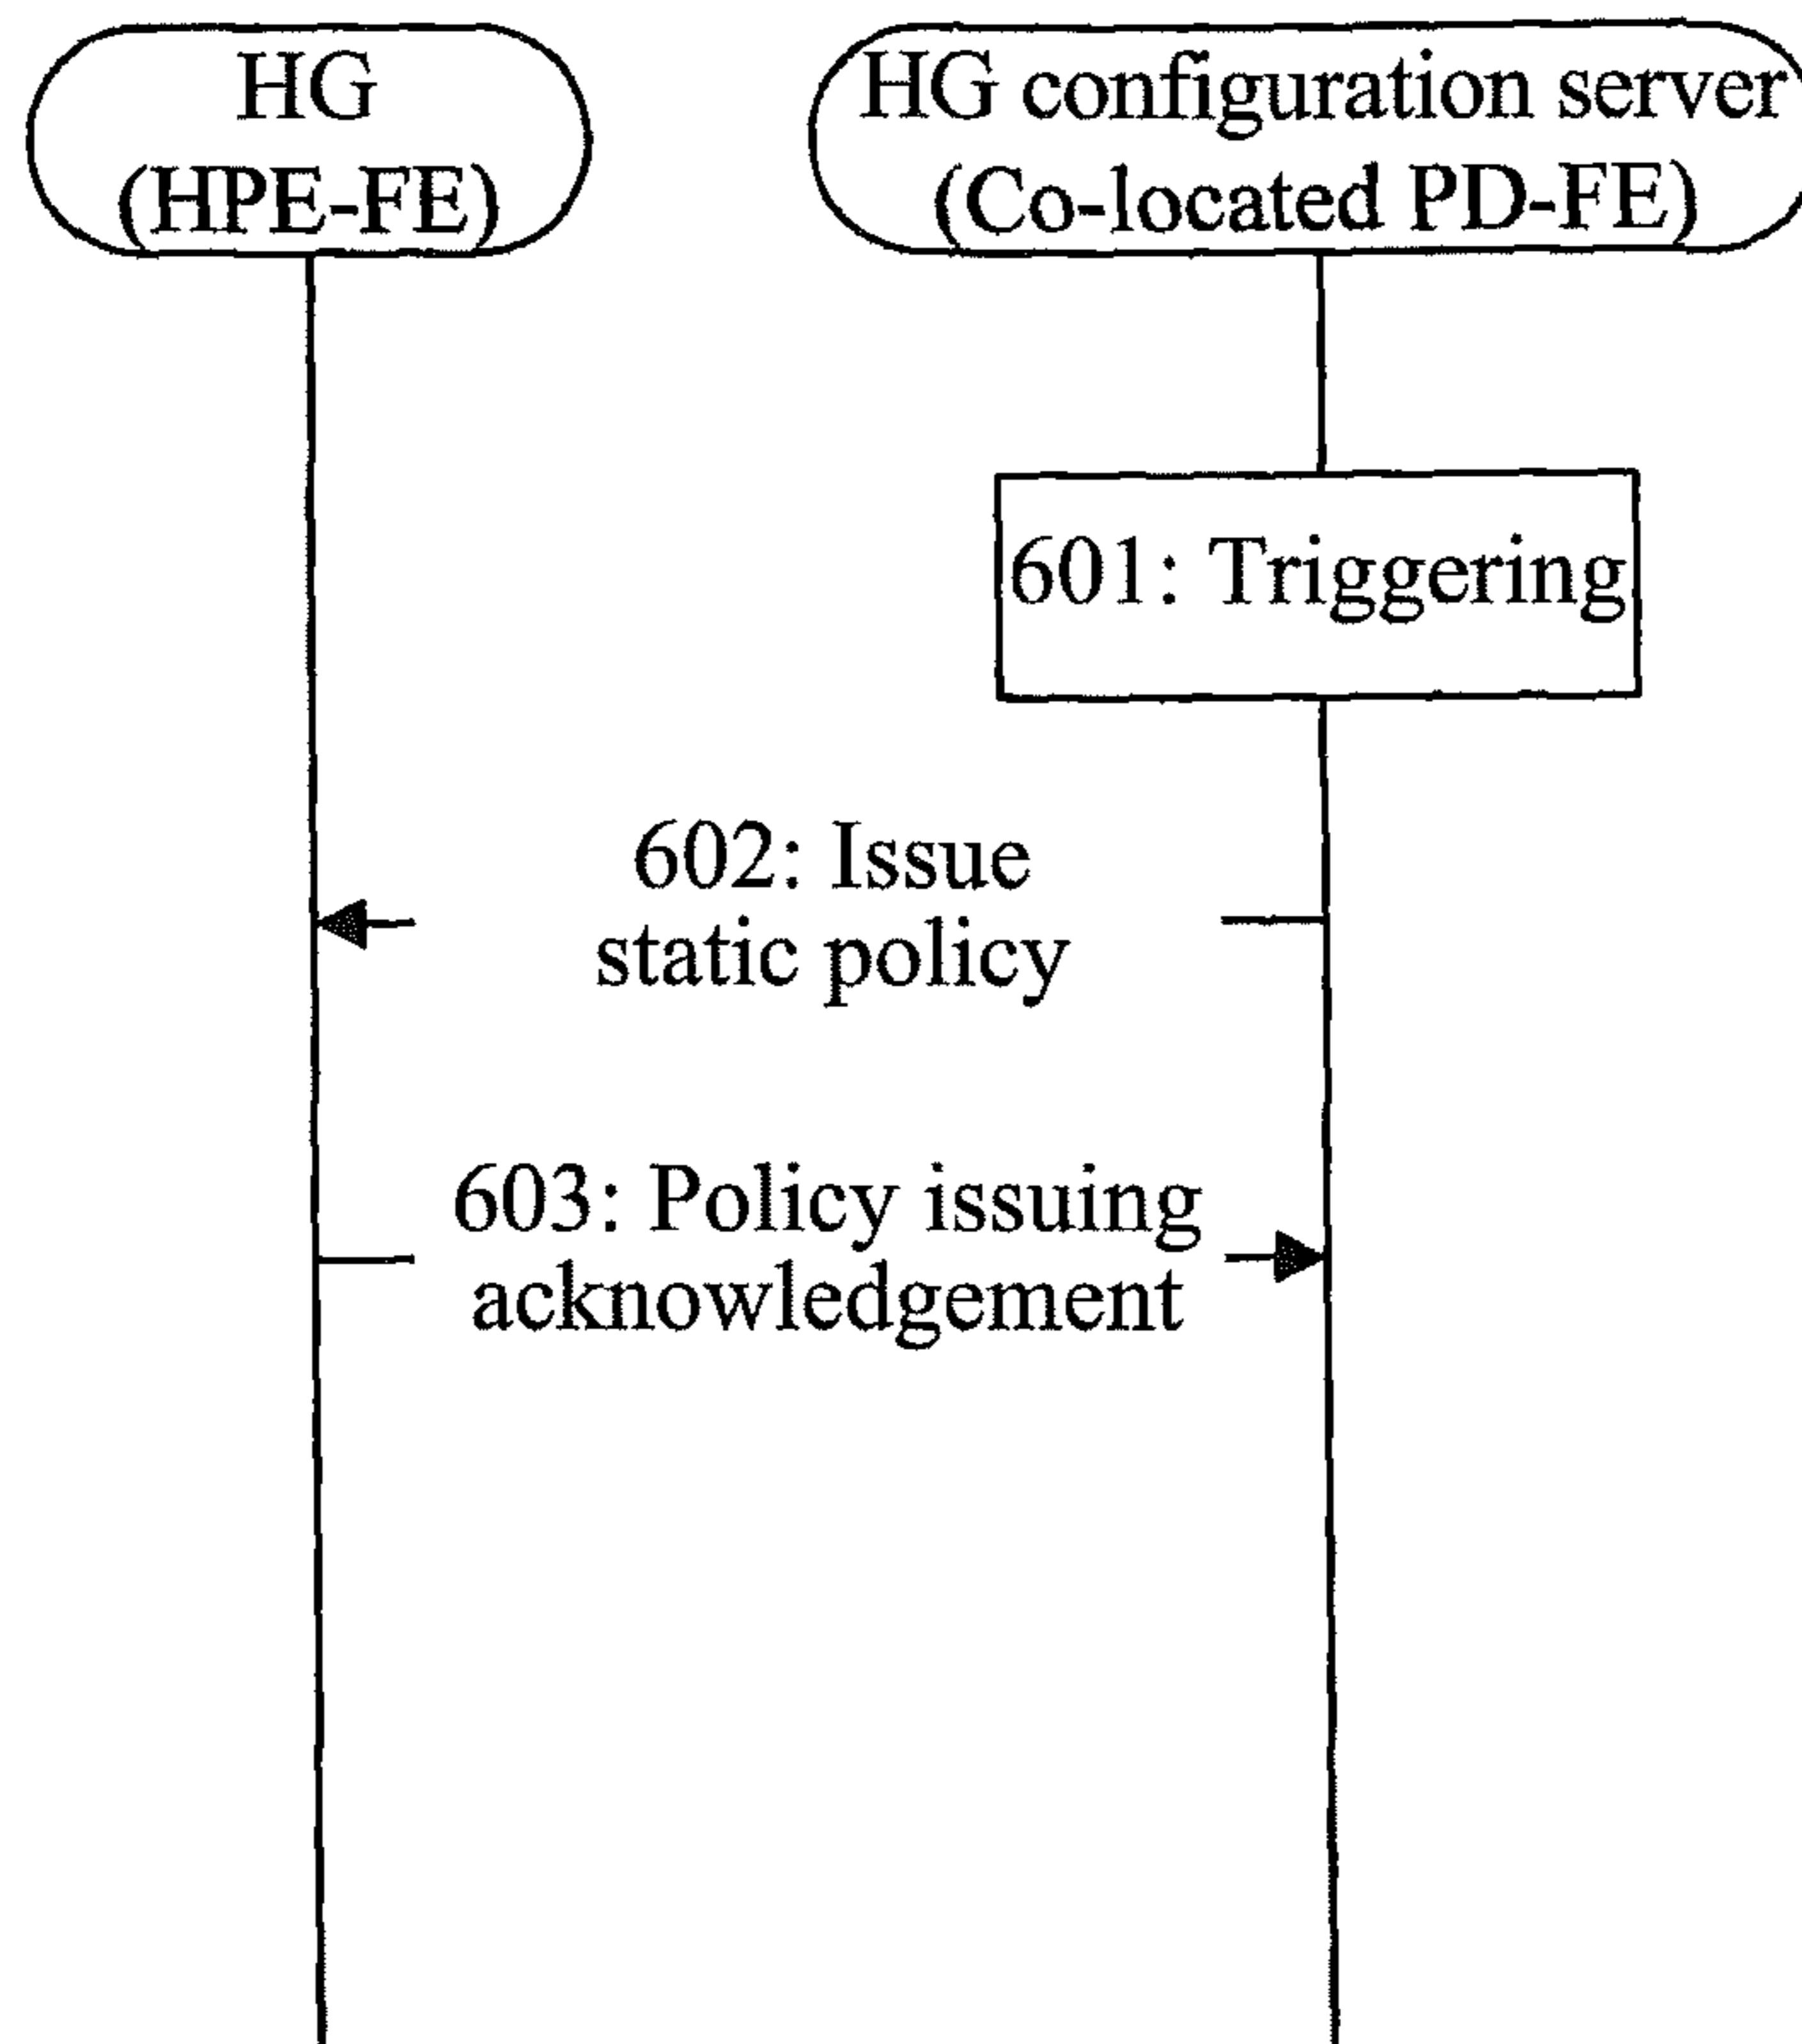 HG
(HPE-FE)
HG configuration server
(Co-located PD-FE)
601: Triggering
602: Issue
static policy
603: Policy issuing
acknowledgement